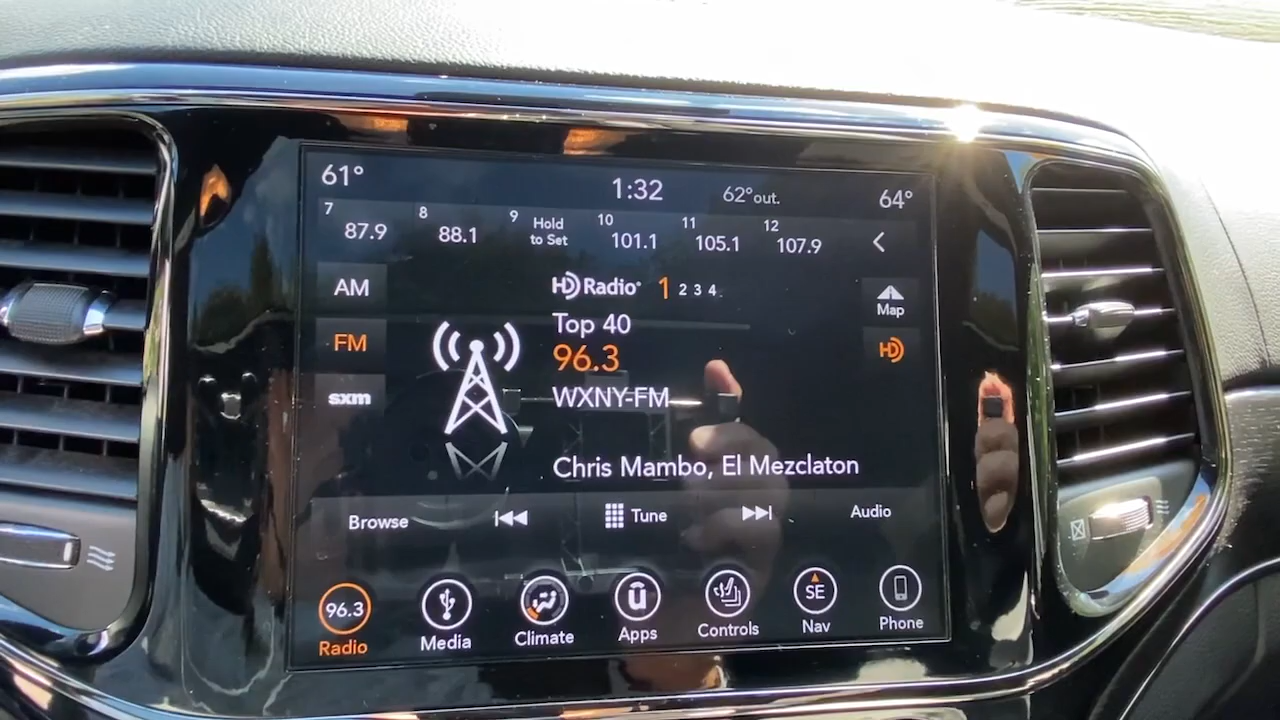 61° 1:32 62°out. 64°
7 87.9 8 88.1 9 Hold to Set 10 101.1 11 105.1 12 107.9
AM HD Radio 1 2 3 4 Map
Top 40
FM 96.3 HD
sxm WXNY-FM
Chris Mambo, El Mezclaton
Browse Tune Audio
96.3 SE
Radio Media Climate Apps Controls Nav Phone